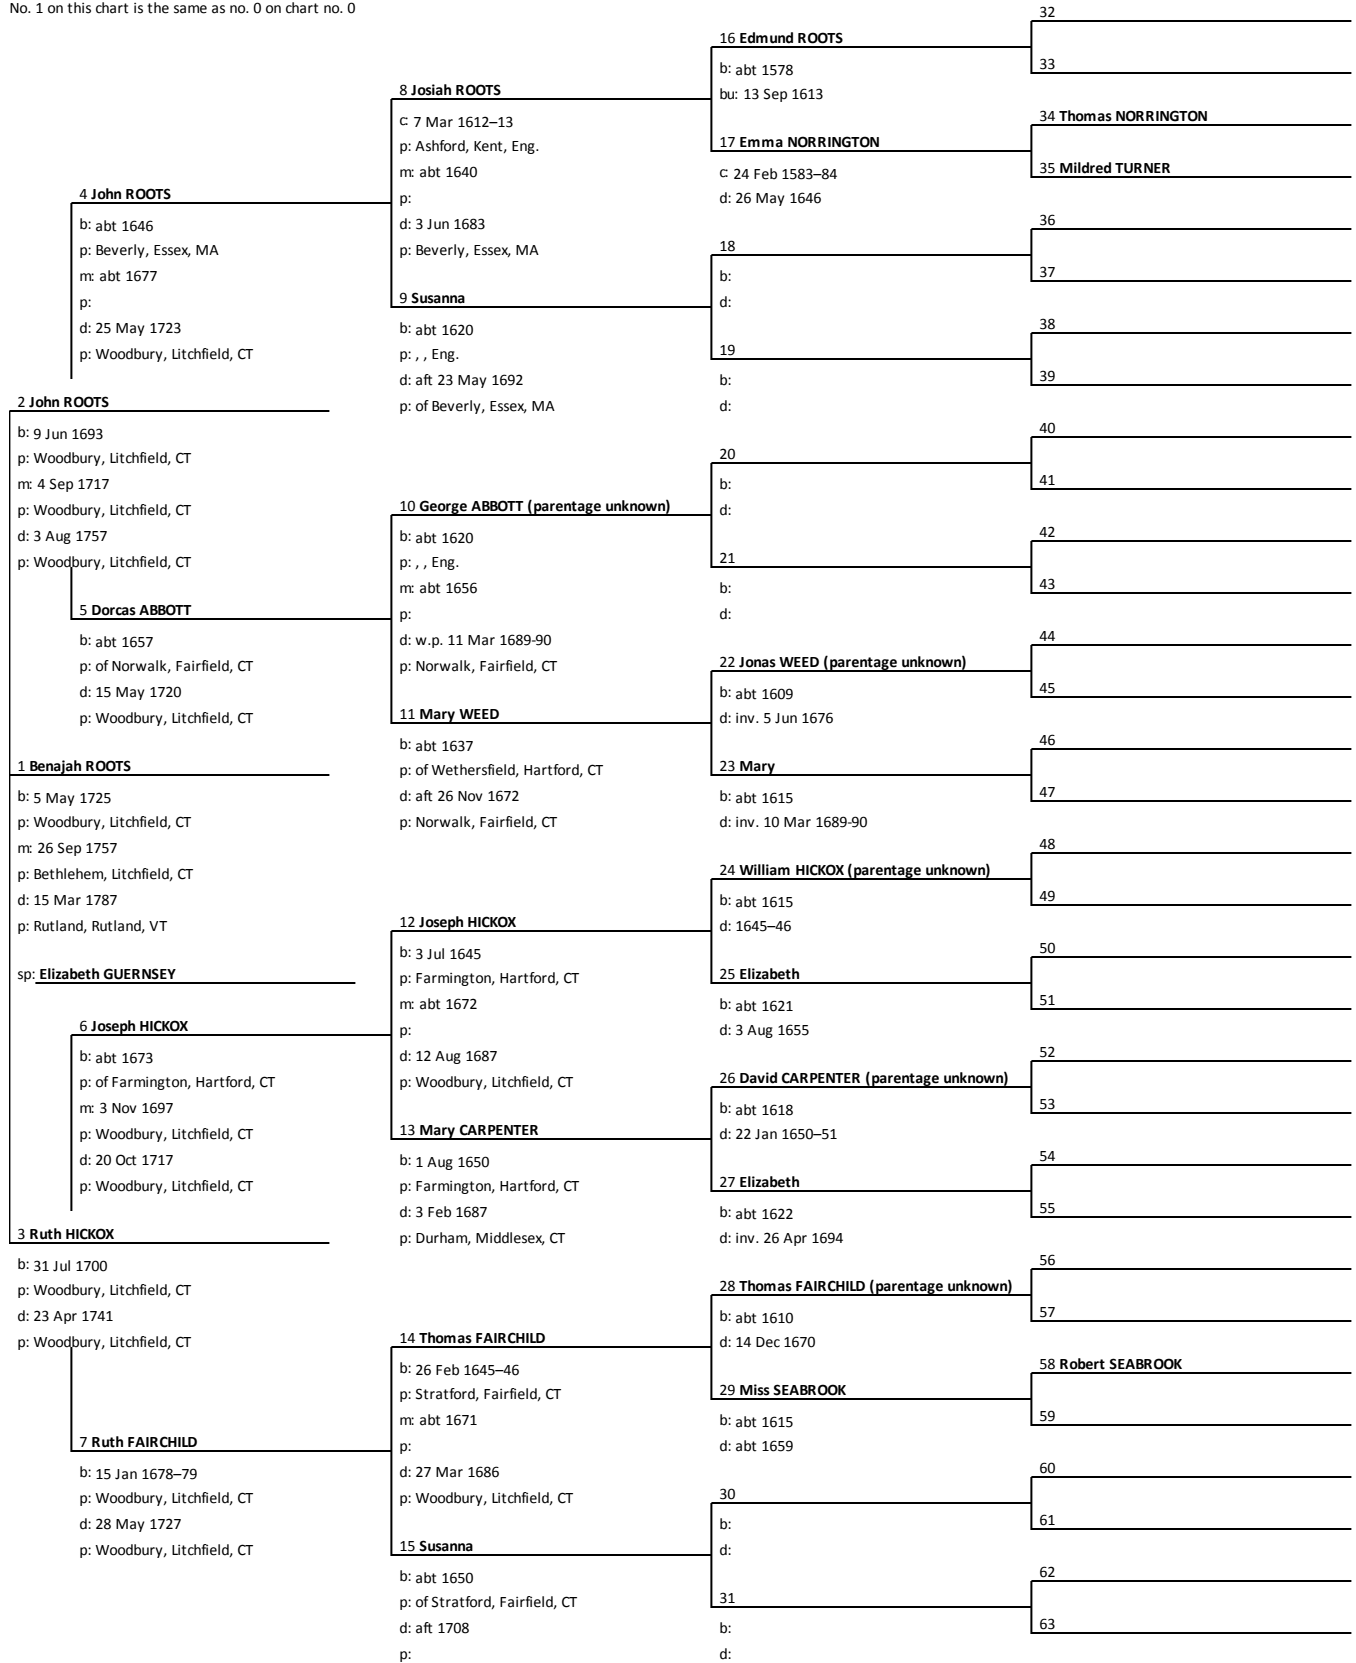 No. 1 on this chart is the same as no. 0 on chart no. 0
1 Benajah ROOTS
b: 5 May 1725
p: Woodbury, Litchfield, CT
m: 26 Sep 1757
p: Bethlehem, Litchfield, CT
d: 15 Mar 1787
p: Rutland, Rutland, VT
sp: Elizabeth GUERNSEY
2 John ROOTS
b: 9 Jun 1693
p: Woodbury, Litchfield, CT
m: 4 Sep 1717
p: Woodbury, Litchfield, CT
d: 3 Aug 1757
p: Woodbury, Litchfield, CT
3 Ruth HICKOX
b: 31 Jul 1700
p: Woodbury, Litchfield, CT
d: 23 Apr 1741
p: Woodbury, Litchfield, CT
4 John ROOTS
b: abt 1646
p: Beverly, Essex, MA
m: abt 1677
p:
d: 25 May 1723
p: Woodbury, Litchfield, CT
5 Dorcas ABBOTT
b: abt 1657
p: of Norwalk, Fairfield, CT
d: 15 May 1720
p: Woodbury, Litchfield, CT
6 Joseph HICKOX
b: abt 1673
p: of Farmington, Hartford, CT
m: 3 Nov 1697
p: Woodbury, Litchfield, CT
d: 20 Oct 1717
p: Woodbury, Litchfield, CT
7 Ruth FAIRCHILD
b: 15 Jan 1678–79
p: Woodbury, Litchfield, CT
d: 28 May 1727
p: Woodbury, Litchfield, CT
8 Josiah ROOTS
c: 7 Mar 1612–13
p: Ashford, Kent, Eng.
m: abt 1640
p:
d: 3 Jun 1683
p: Beverly, Essex, MA
9 Susanna
b: abt 1620
p: , , Eng.
d: aft 23 May 1692
p: of Beverly, Essex, MA
10 George ABBOTT (parentage unknown)
b: abt 1620
p: , , Eng.
m: abt 1656
p:
d: w.p. 11 Mar 1689-90
p: Norwalk, Fairfield, CT
11 Mary WEED
b: abt 1637
p: of Wethersfield, Hartford, CT
d: aft 26 Nov 1672
p: Norwalk, Fairfield, CT
12 Joseph HICKOX
b: 3 Jul 1645
p: Farmington, Hartford, CT
m: abt 1672
p:
d: 12 Aug 1687
p: Woodbury, Litchfield, CT
13 Mary CARPENTER
b: 1 Aug 1650
p: Farmington, Hartford, CT
d: 3 Feb 1687
p: Durham, Middlesex, CT
14 Thomas FAIRCHILD
b: 26 Feb 1645–46
p: Stratford, Fairfield, CT
m: abt 1671
p:
d: 27 Mar 1686
p: Woodbury, Litchfield, CT
15 Susanna
b: abt 1650
p: of Stratford, Fairfield, CT
d: aft 1708
p:
16 Edmund ROOTS
b: abt 1578
bu: 13 Sep 1613
17 Emma NORRINGTON
c: 24 Feb 1583–84
d: 26 May 1646
18
b:
d:
19
b:
d:
20
b:
d:
21
b:
d:
22 Jonas WEED (parentage unknown)
b: abt 1609
d: inv. 5 Jun 1676
23 Mary
b: abt 1615
d: inv. 10 Mar 1689-90
24 William HICKOX (parentage unknown)
b: abt 1615
d: 1645–46
25 Elizabeth
b: abt 1621
d: 3 Aug 1655
26 David CARPENTER (parentage unknown)
b: abt 1618
d: 22 Jan 1650–51
27 Elizabeth
b: abt 1622
d: inv. 26 Apr 1694
28 Thomas FAIRCHILD (parentage unknown)
b: abt 1610
d: 14 Dec 1670
29 Miss SEABROOK
b: abt 1615
d: abt 1659
30
b:
d:
31
b:
d:
32
33
34 Thomas NORRINGTON
35 Mildred TURNER
36
37
38
39
40
41
42
43
44
45
46
47
48
49
50
51
52
53
54
55
56
57
58 Robert SEABROOK
59
60
61
62
63